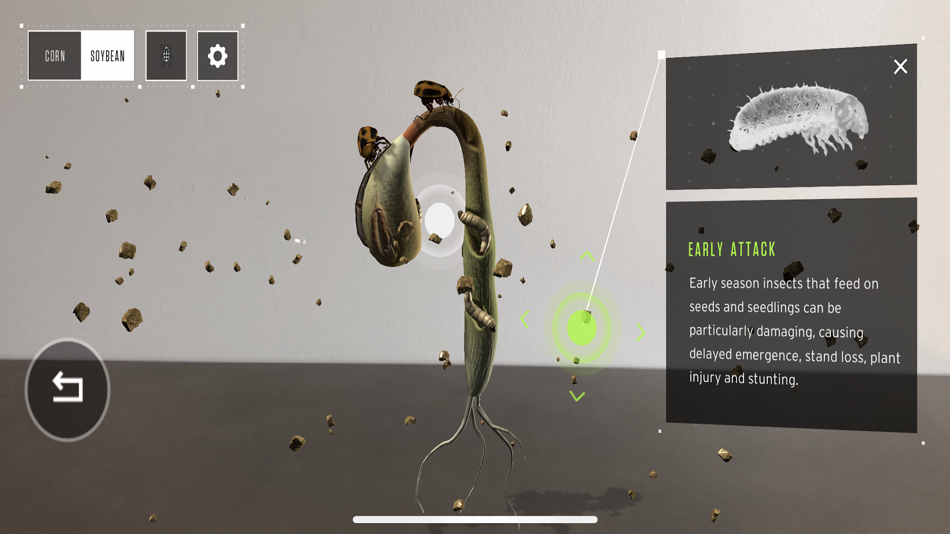 CORN
SOYBEAN
EARLY ATTACK
Early season insects that feed on
seeds and seedlings can be
particularly damaging, causing
delayed emergence, stand loss, plant
injury and stunting.